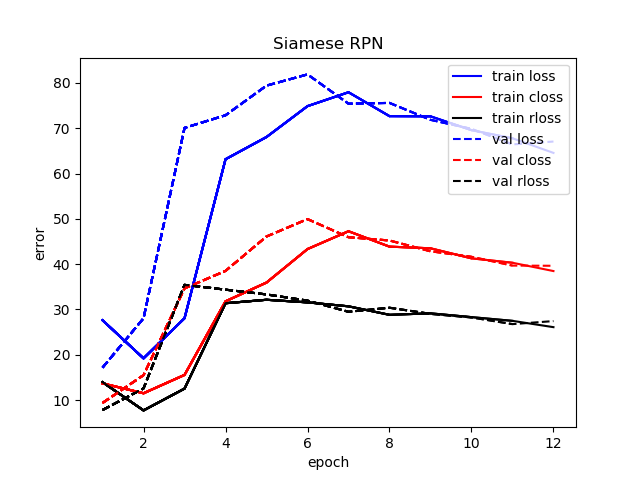 Siamese RPN
error
80
70
60
50
40
30
20
10
train loss
train closs
train rloss
val loss
val closs
val rloss
2 4 6 8 10 12
epoch